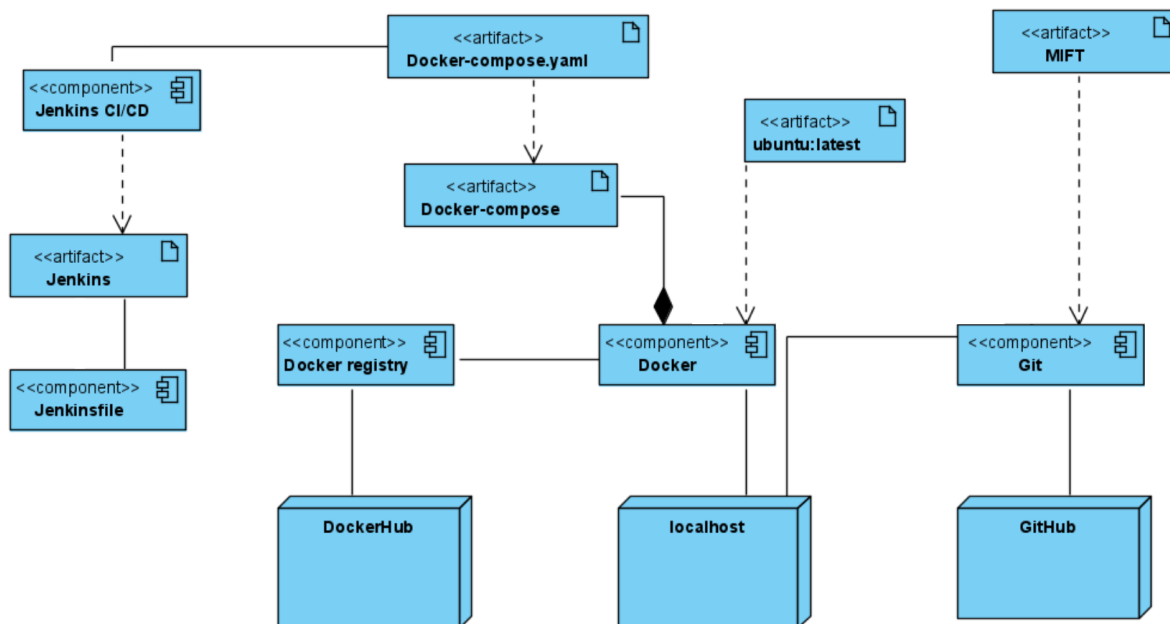 <<artifact>>
Docker-compose.yaml
<<artifact>>
MIFT
<<component>>
Jenkins CI/CD
<<artifact>>
ubuntu:latest
<<artifact>>
Docker-compose
<<artifact>>
Jenkins
<<component>>
Docker registry
<<component>>
Docker
<<component>>
Git
<<component>>
Jenkinsfile
DockerHub
localhost
GitHub